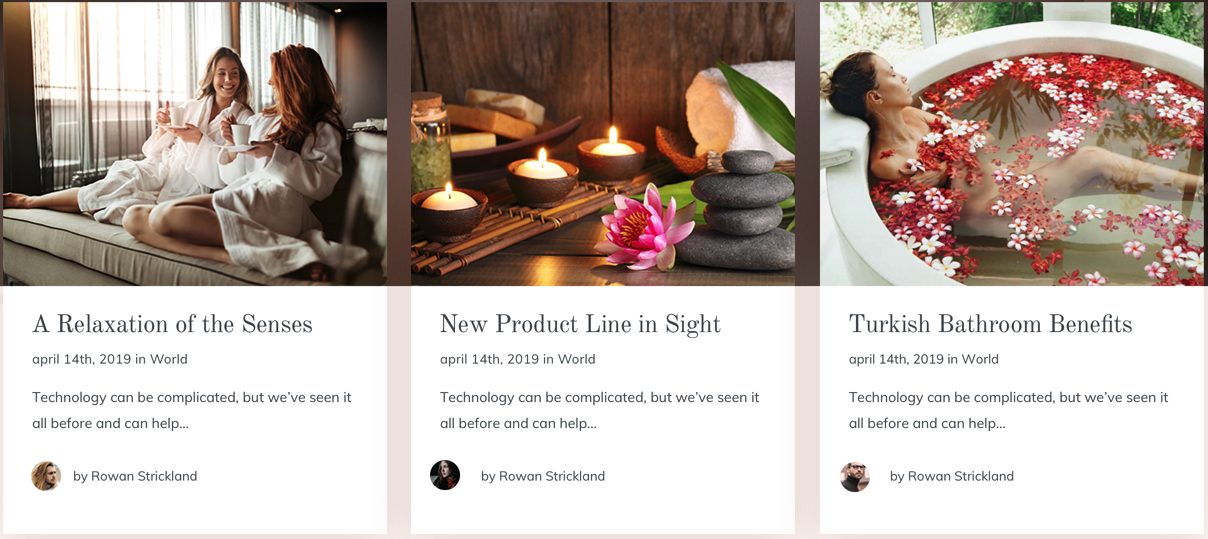 A Relaxation of the Senses
april 14th, 2019 in World
Technology can be complicated, but we've seen it
all before and can help...
by Rowan Strickland
New Product Line in Sight
april 14th, 2019 in World
Technology can be complicated, but we've seen it
all before and can help...
by Rowan Strickland
Turkish Bathroom Benefits
april 14th, 2019 in World
Technology can be complicated, but we've seen it
all before and can help...
by Rowan Strickland